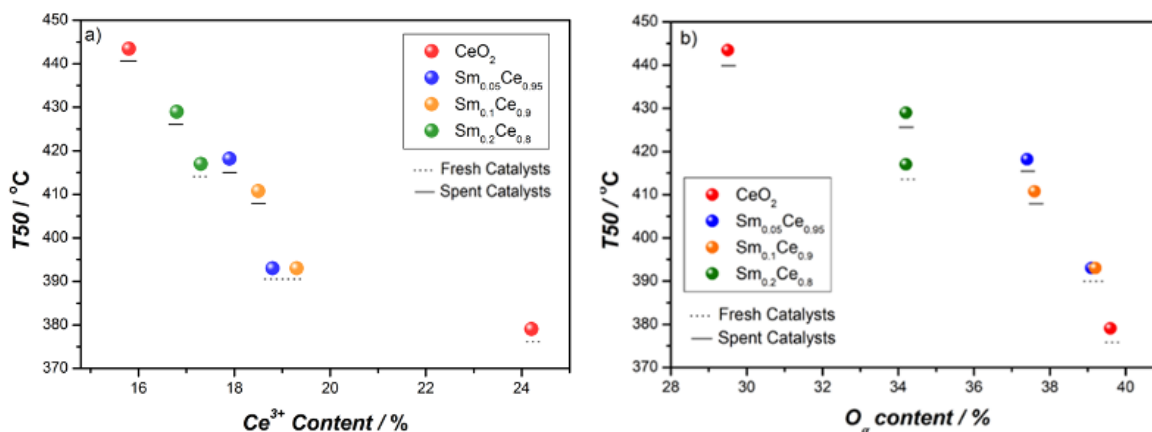 a)
450
440
430
420
410
400
390
380
370
T50 / °C
16
18
20
22
24
Ce³⁺ Content / %
CeO₂
Sm₀.₀₅Ce₀.₉₅
Sm₀.₁Ce₀.₉
Sm₀.₂Ce₀.₈
Fresh Catalysts
Spent Catalysts
b)
450
440
430
420
410
400
390
380
370
T50 / °C
28
30
32
34
36
38
40
Oα content / %
CeO₂
Sm₀.₀₅Ce₀.₉₅
Sm₀.₁Ce₀.₉
Sm₀.₂Ce₀.₈
Fresh Catalysts
Spent Catalysts